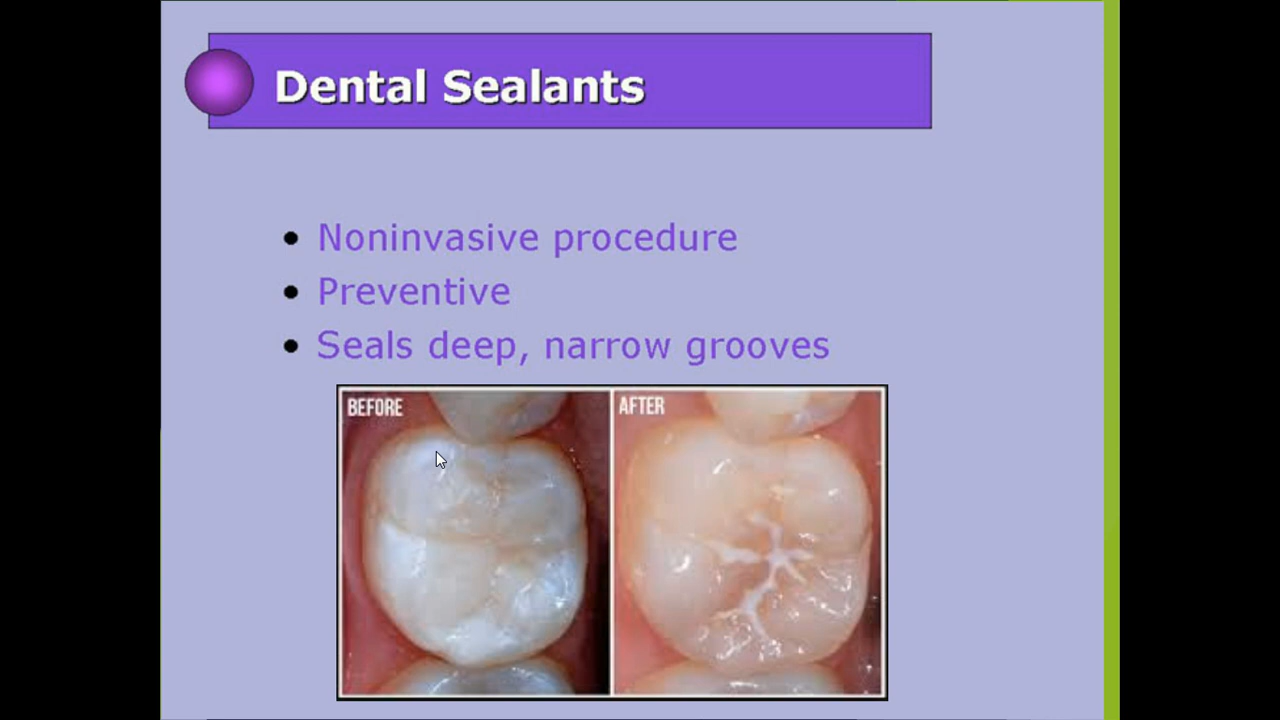 Dental Sealants
• Noninvasive procedure
• Preventive
• Seals deep, narrow grooves
BEFORE
AFTER